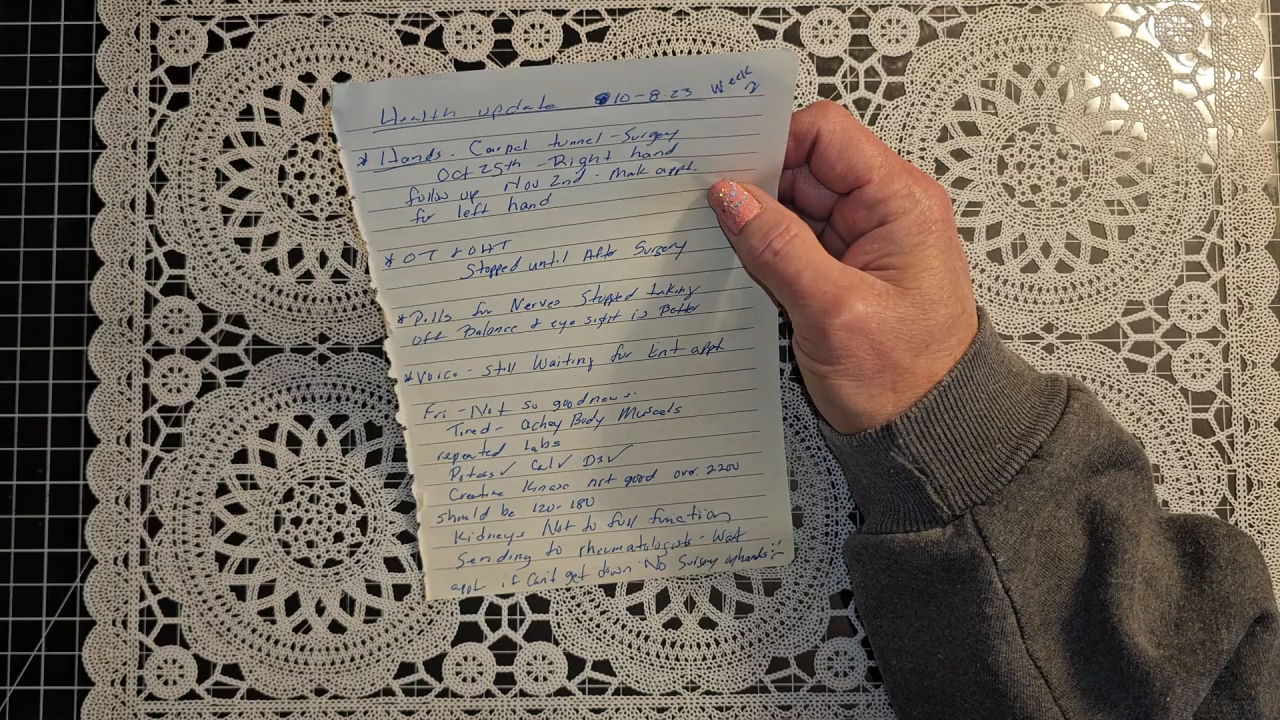 Health update 10-8-23 Week 2
* Hands - Carpel tunnel - Surgery
Oct 25th - Right hand
follow up Nov 2nd - Make appt.
for left hand
* OT & OHT
Stopped until After Surgery
* Pills for Nerves Stopped taking
off Balance & eye sight is Better
* Voice - Still Waiting for Ent appt
Fri - Not so good news :
Tired - achey Body Muscels
repeated Labs
Potass ✓ Cal ✓ D3 ✓
Creatine Kinase not good over 2200
should be 120-180
Kidneys Not to full function
Sending to rheumatologists - Wait
appt if Can't get down No Surgery on hands :(